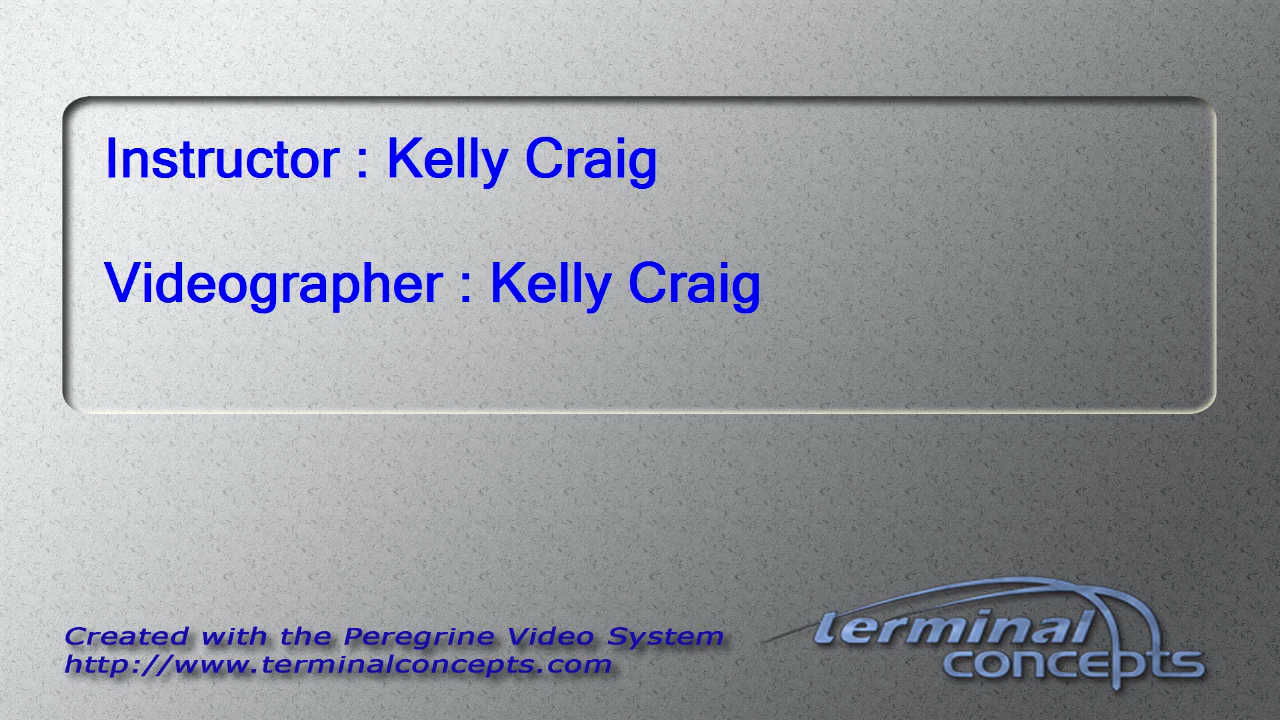 Instructor : Kelly Craig
Videographer : Kelly Craig
Created with the Peregrine Video System
http://www.terminalconcepts.com
terminal
concepts